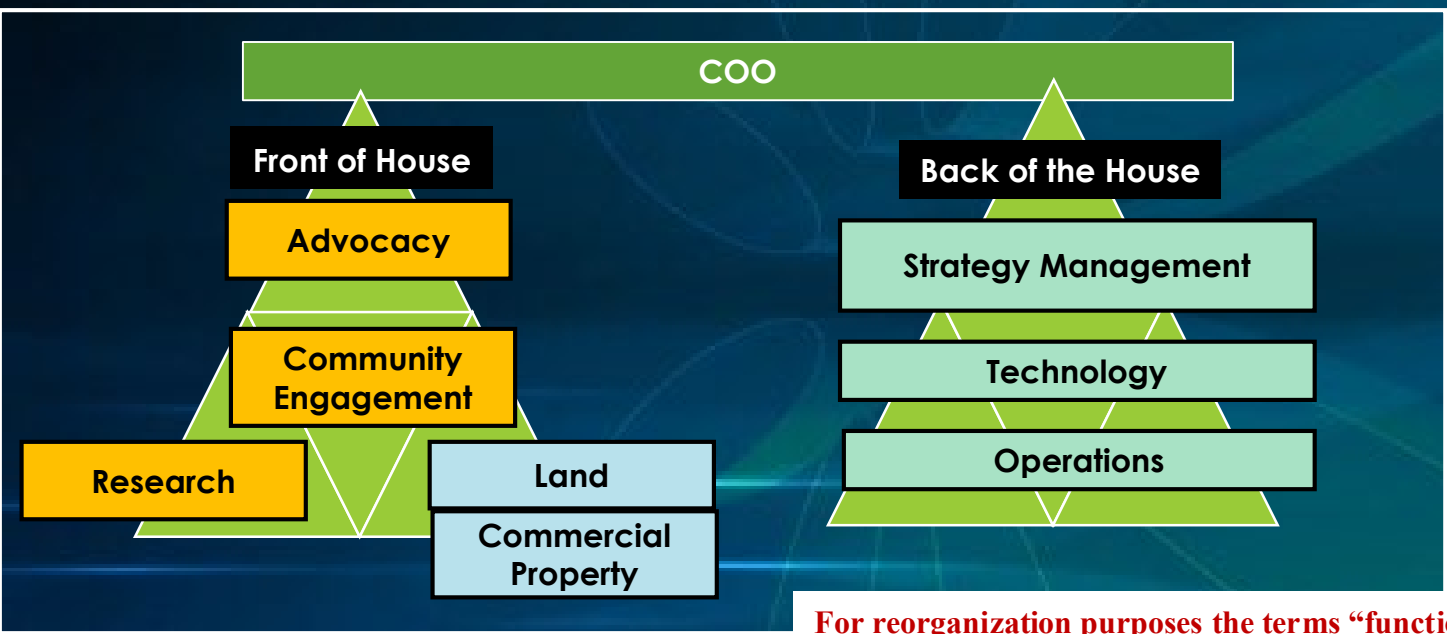 COO
Front of House
Advocacy
Community
Engagement
Research
Land
Commercial
Property
Back of the House
Strategy Management
Technology
Operations
For reorganization purposes the terms “functi